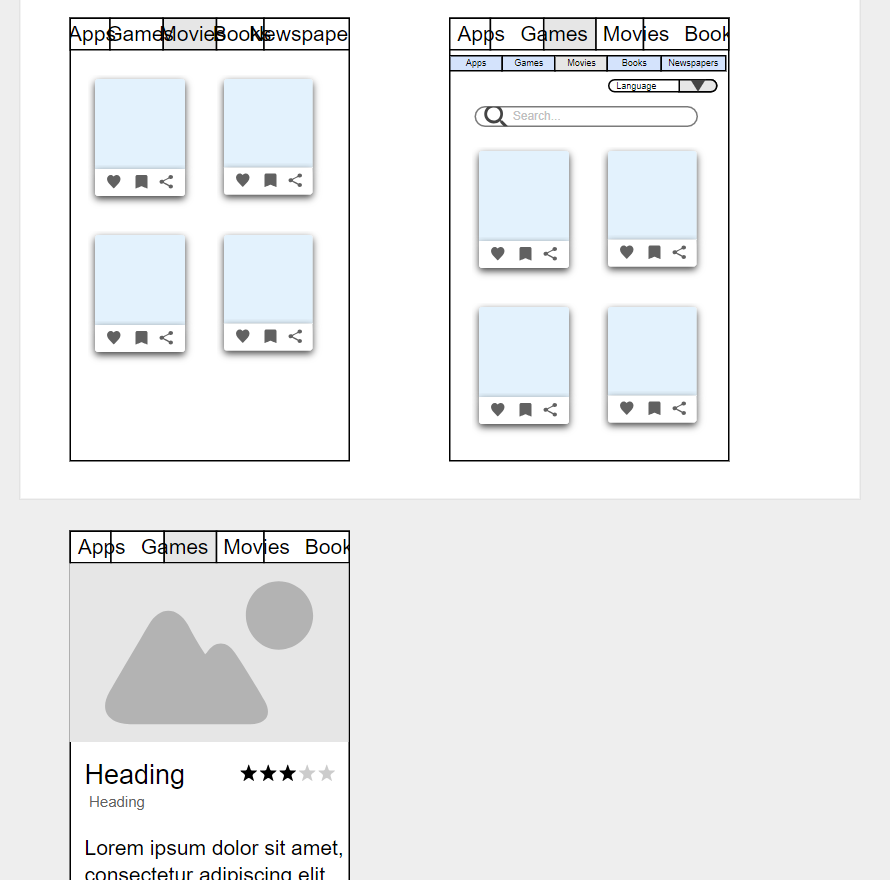 Apps Games Movies Books Newspape
Apps Games Movies Book
Apps Games Movies Books Newspapers
Language
Search...
Apps Games Movies Book
Heading
Heading
Lorem ipsum dolor sit amet,
consectetur adipiscing elit